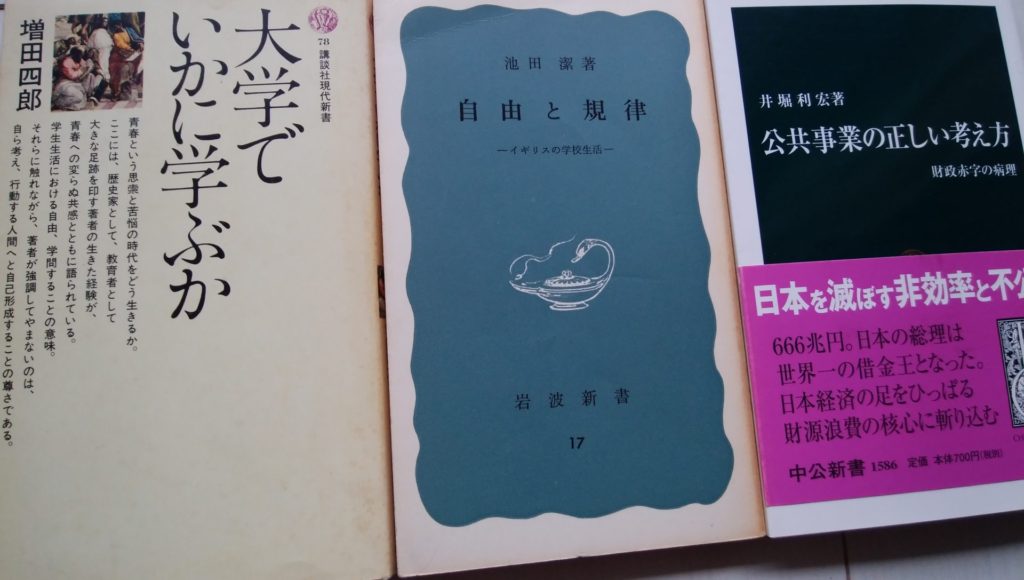 78 講談社現代新書
大学で
いかに学ぶか
増田四郎
青春という思索と苦悩の時代をどう生きるか。
ここには、歴史家として、教育者として
大きな足跡を印す著者の生きた経験が、
青春への変らぬ共感とともに語られている。
学生生活における自由、学問することの意味。
それらに触れながら、著者が強調してやまないのは、
自ら考え、行動する人間へと自己形成することの尊さである。
池田潔著
自由と規律
―イギリスの学校生活―
岩波新書
17
井堀利宏著
公共事業の正しい考え方
財政赤字の病理
日本を滅ぼす非効率と不公
666兆円。日本の総理は
世界一の借金王となった。
日本経済の足をひっぱる
財源浪費の核心に斬り込む
中公新書 1586 定価 本体700円(税別)